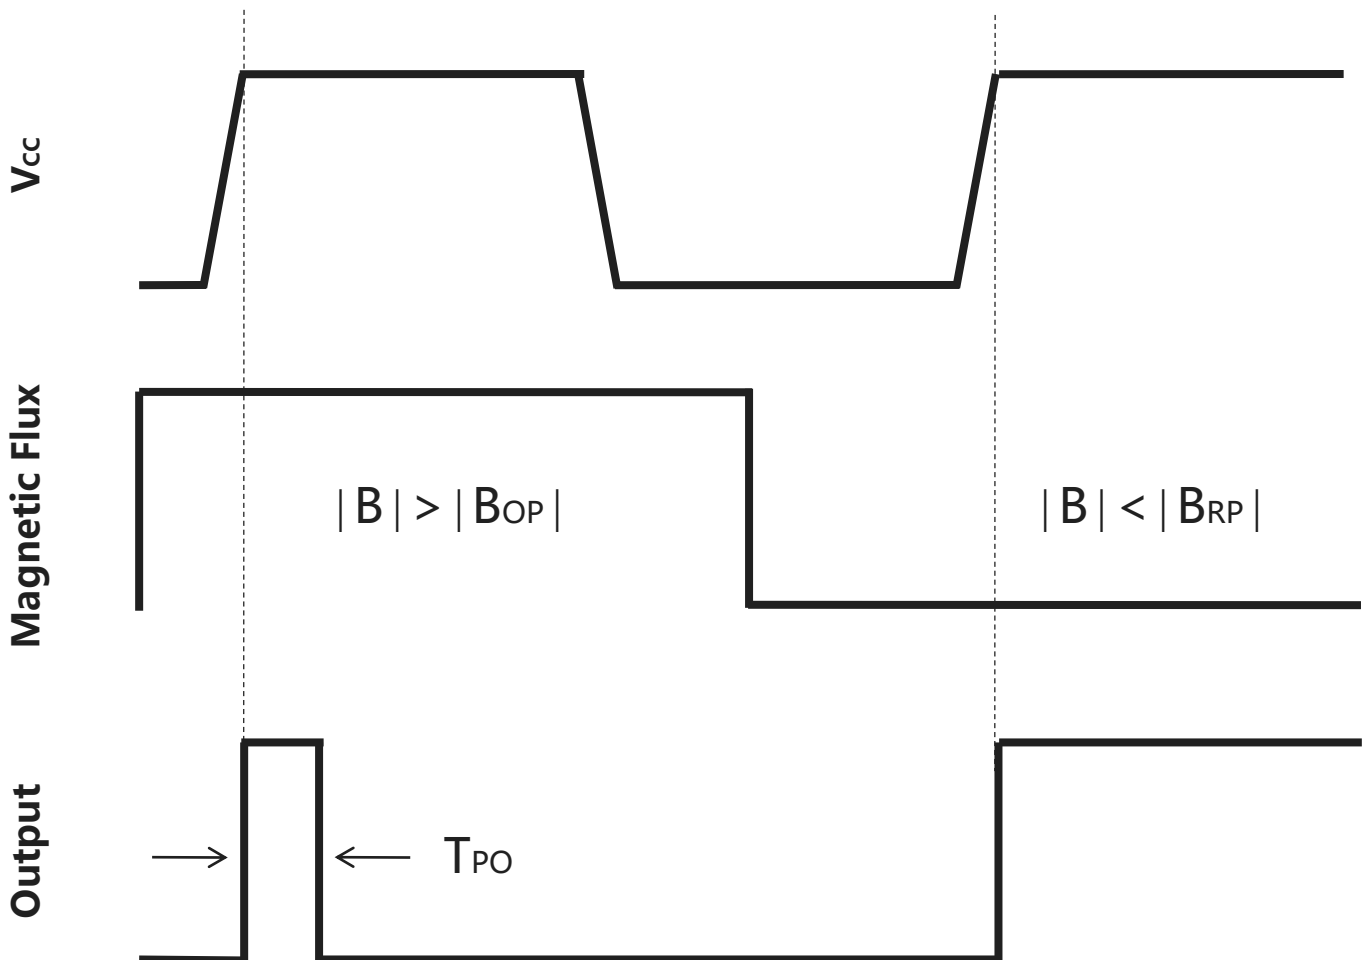 Vcc
Magnetic Flux
| B | > | BOP |
| B | < | BRP |
Output
TPO